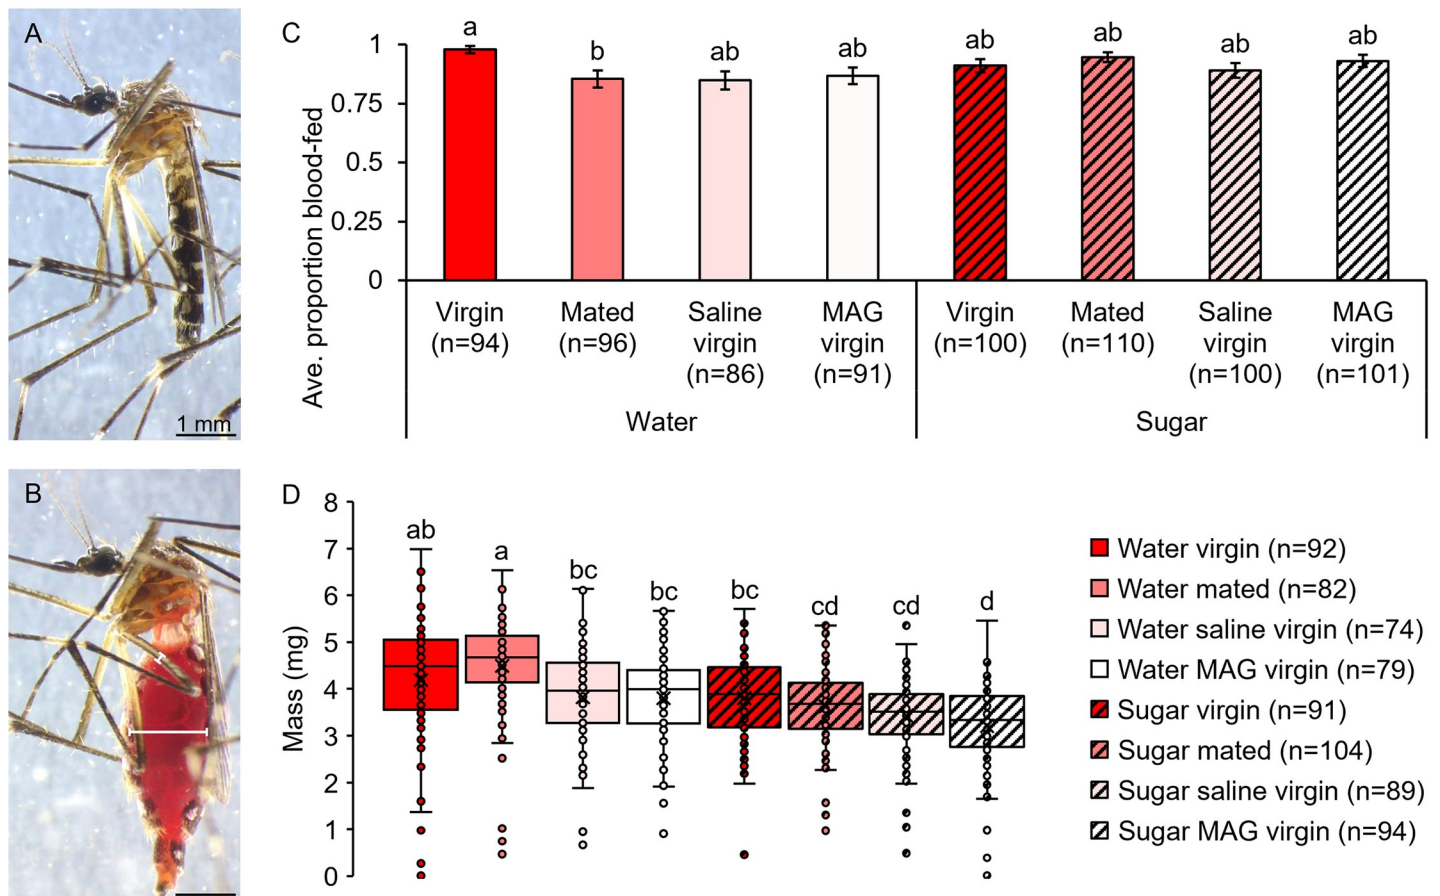 A
1 mm
B
C
Ave. proportion blood-fed
1
0.75
0.5
0.25
0
a
b
ab
ab
ab
ab
ab
ab
Virgin
(n=94)
Mated
(n=96)
Saline
virgin
(n=86)
MAG
virgin
(n=91)
Virgin
(n=100)
Mated
(n=110)
Saline
virgin
(n=100)
MAG
virgin
(n=101)
Water
Sugar
D
Mass (mg)
8
7
6
5
4
3
2
1
0
ab
a
bc
bc
bc
cd
cd
d
Water virgin (n=92)
Water mated (n=82)
Water saline virgin (n=74)
Water MAG virgin (n=79)
Sugar virgin (n=91)
Sugar mated (n=104)
Sugar saline virgin (n=89)
Sugar MAG virgin (n=94)